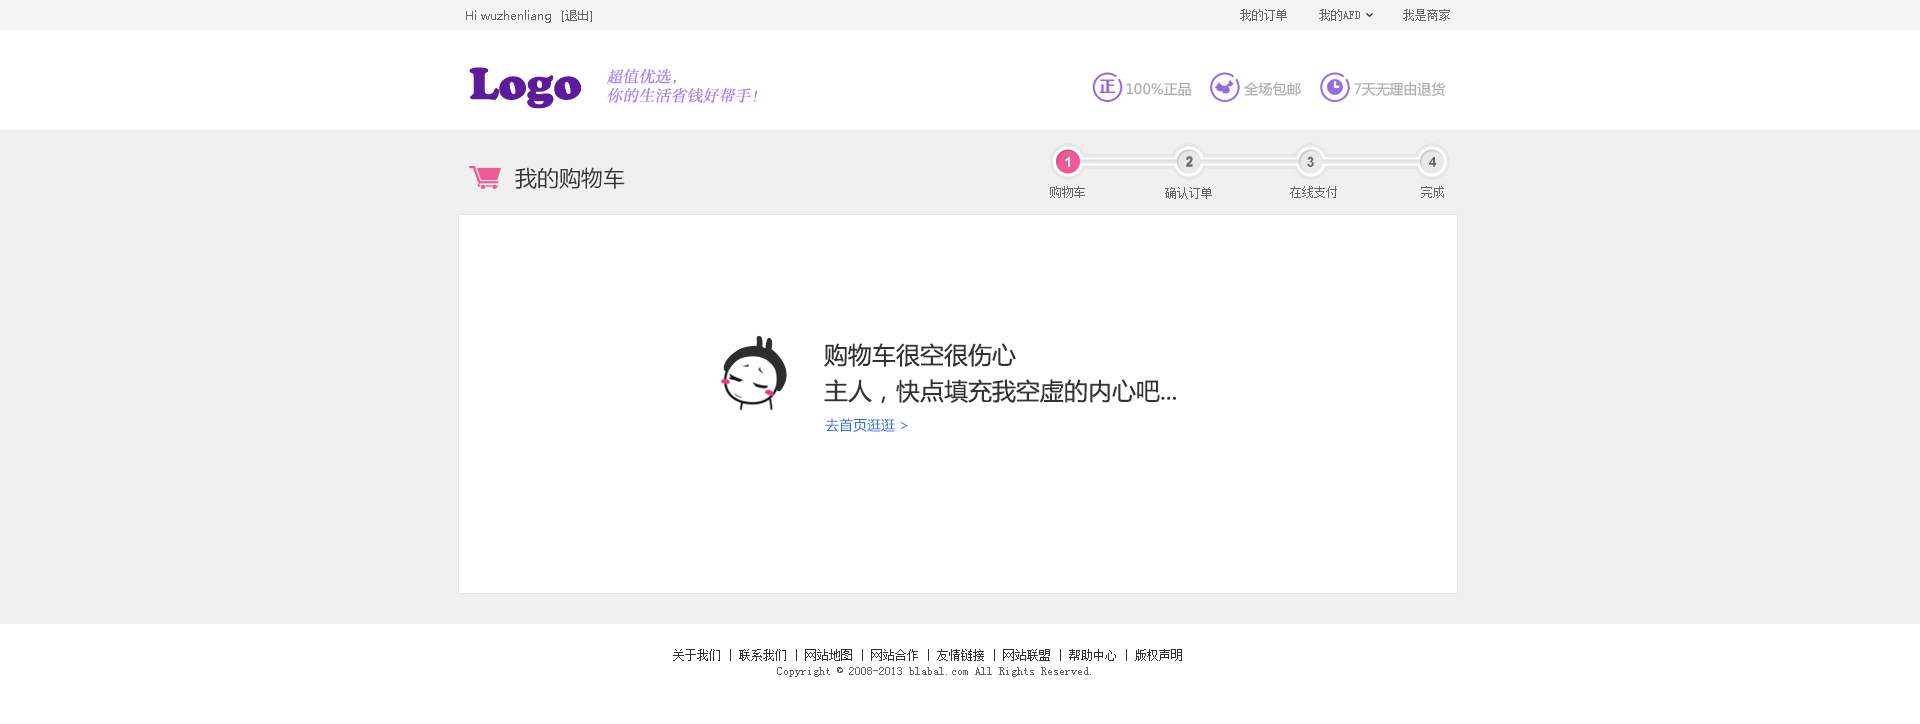 Hi wuzhenliang [退出] 我的订单 我的AFD 我是商家
Logo
超值优选，
你的生活省钱好帮手！
正 100%正品 全场包邮 7天无理由退货
我的购物车
1 2 3 4
购物车 确认订单 在线支付 完成
购物车很空很伤心
主人，快点填充我空虚的内心吧...
去首页逛逛 >
关于我们 | 联系我们 | 网站地图 | 网站合作 | 友情链接 | 网站联盟 | 帮助中心 | 版权声明
Copyright © 2008-2013 blabal.com All Rights Reserved.